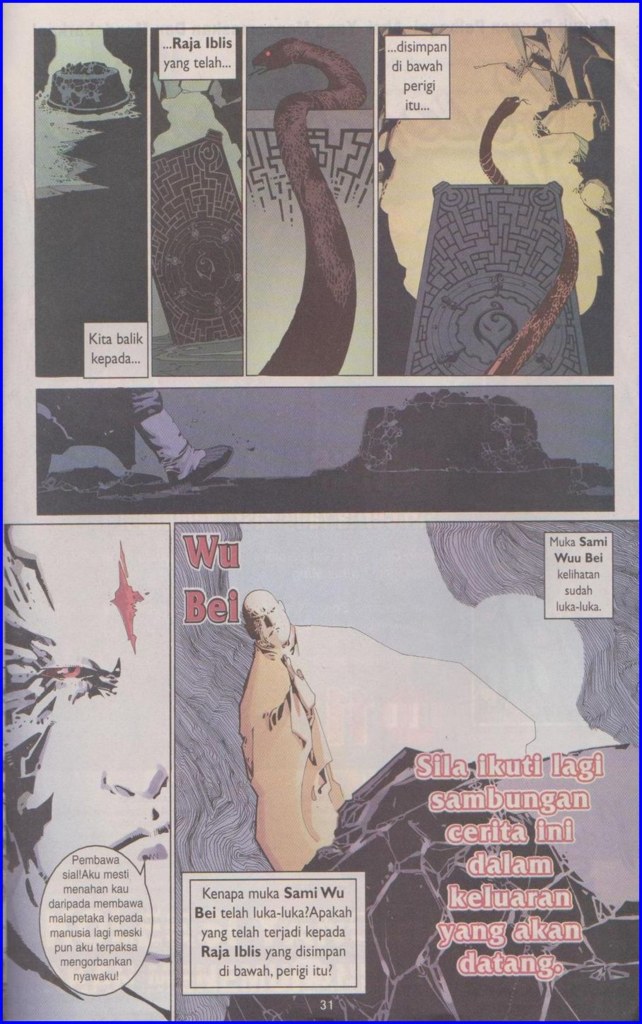 Kita balik
kepada...
...Raja Iblis
yang telah...
...disimpan
di bawah
perigi
itu...
Pembawa
sial!Aku mesti
menahan kau
daripada membawa
malapetaka kepada
manusia lagi meski
pun aku terpaksa
mengorbankan
nyawaku!
Wu
Bei
Muka Sami
Wuu Bei
kelihatan
sudah
luka-luka.
Kenapa muka Sami Wu
Bei telah luka-luka?Apakah
yang telah terjadi kepada
Raja Iblis yang disimpan
di bawah, perigi itu?
Sila ikuti lagi
sambungan
cerita ini
dalam
keluaran
yang akan
datang.
31